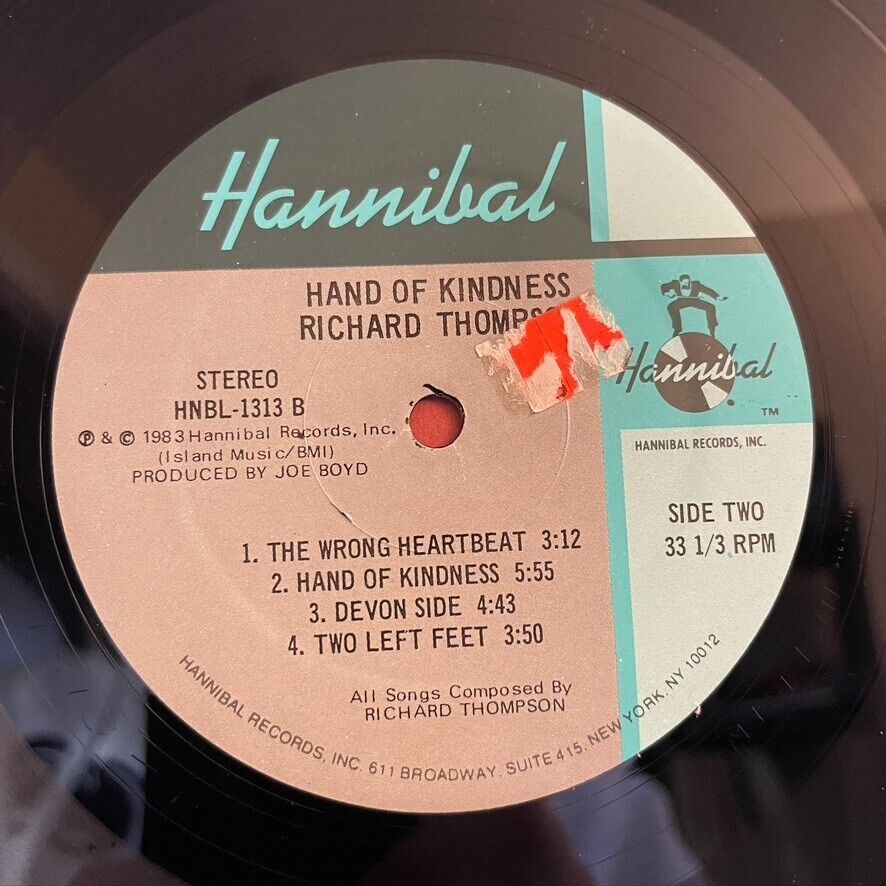 Hannibal
HAND OF KINDNESS
RICHARD
STEREO
HNBL-1313 B
℗ & © 1983 Hannibal Records, Inc.
(Island Music/BMI)
PRODUCED BY JOE BOYD
Hannibal
TM
HANNIBAL RECORDS, INC.
SIDE TWO
33 1/3 RPM
1. THE WRONG HEARTBEAT 3:12
2. HAND OF KINDNESS 5:55
3. DEVON SIDE 4:43
4. TWO LEFT FEET 3:50
All Songs Composed By
RICHARD THOMPSON
HANNIBAL RECORDS, INC. 611 BROADWAY, SUITE 415, NEW YORK, NY 10012